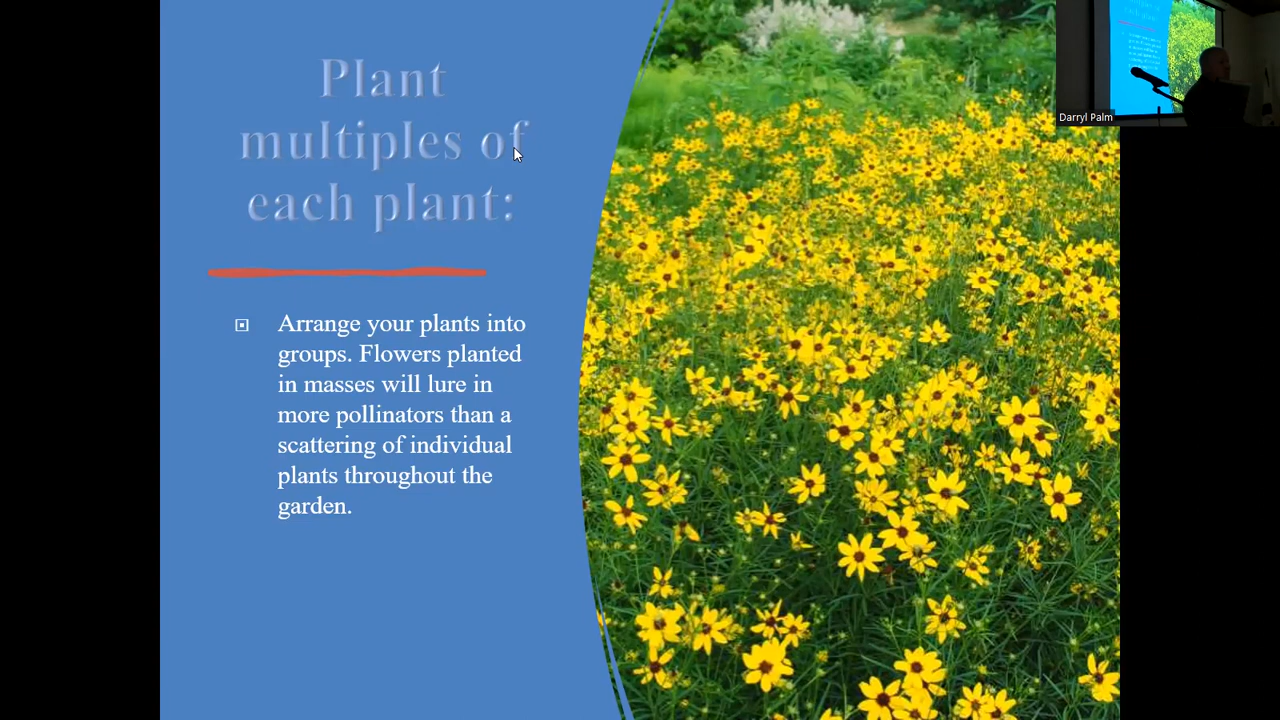 Plant
multiples of
each plant:
Arrange your plants into
groups. Flowers planted
in masses will lure in
more pollinators than a
scattering of individual
plants throughout the
garden.
Darryl Palm